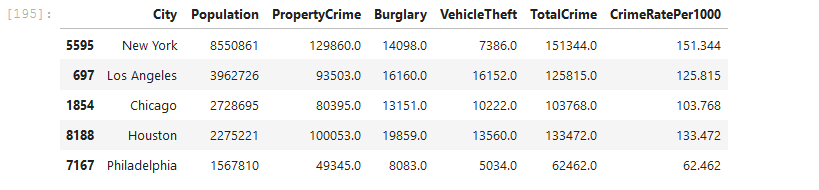 [195]: City Population PropertyCrime Burglary VehicleTheft TotalCrime CrimeRatePer1000
5595 New York 8550861 129860.0 14098.0 7386.0 151344.0 151.344
697 Los Angeles 3962726 93503.0 16160.0 16152.0 125815.0 125.815
1854 Chicago 2728695 80395.0 13151.0 10222.0 103768.0 103.768
8188 Houston 2275221 100053.0 19859.0 13560.0 133472.0 133.472
7167 Philadelphia 1567810 49345.0 8083.0 5034.0 62462.0 62.462